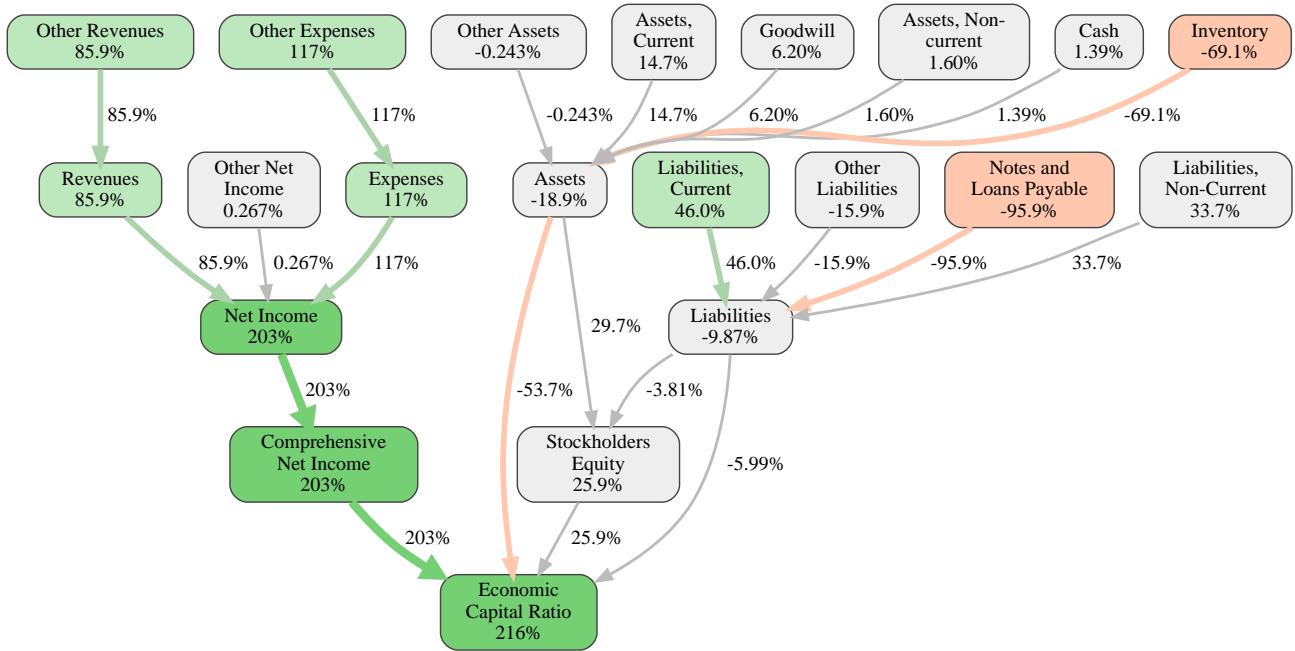 Other Revenues
85.9%
Other Expenses
117%
Other Assets
-0.243%
Assets,
Current
14.7%
Goodwill
6.20%
Assets, Non-
current
1.60%
Cash
1.39%
Inventory
-69.1%
85.9%
117%
-0.243%
14.7%
6.20%
1.60%
1.39%
-69.1%
Revenues
85.9%
Other Net
Income
0.267%
Expenses
117%
Assets
-18.9%
Liabilities,
Current
46.0%
Other
Liabilities
-15.9%
Notes and
Loans Payable
-95.9%
Liabilities,
Non-Current
33.7%
85.9%
0.267%
117%
46.0%
-15.9%
-95.9%
33.7%
Net Income
203%
29.7%
Liabilities
-9.87%
203%
-53.7%
-3.81%
Comprehensive
Net Income
203%
Stockholders
Equity
25.9%
-5.99%
203%
25.9%
Economic
Capital Ratio
216%